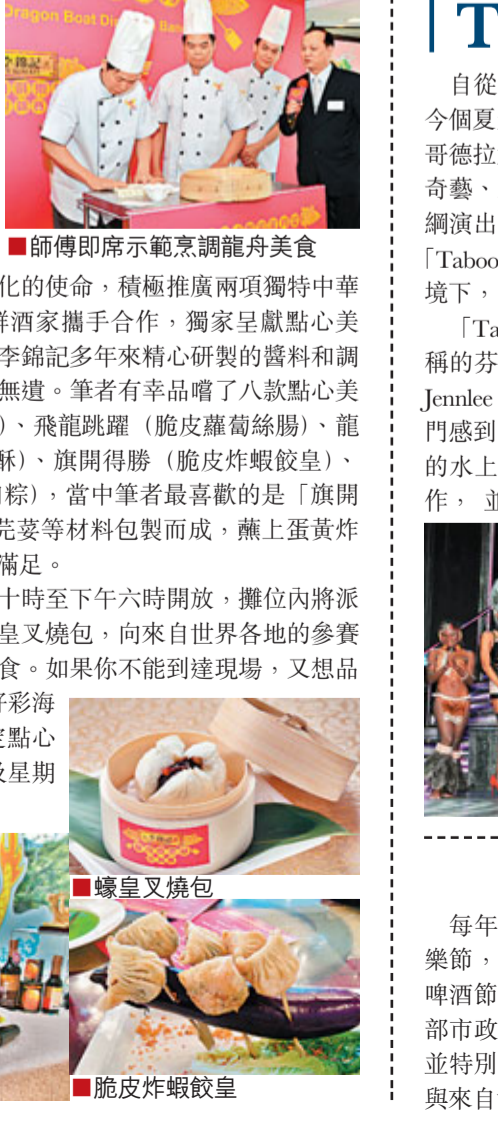 Dragon Boat Di
Ban
李錦記
■師傅即席示範烹調龍舟美食
化的使命，積極推廣兩項獨特中華
鮮酒家攜手合作，獨家呈獻點心美
李錦記多年來精心研製的醬料和調
無遺。筆者有幸品嚐了八款點心美
)、飛龍跳躍（脆皮蘿蔔絲腸）、龍
酥）、旗開得勝（脆皮炸蝦餃皇）、
粽），當中筆者最喜歡的是「旗開
芫荽等材料包製而成，蘸上蛋黃炸
滿足。
十時至下午六時開放，攤位內將派
皇叉燒包，向來自世界各地的參賽
食。如果你不能到達現場，又想品
好彩海
定點心
及星期
■蠔皇叉燒包
■脆皮炸蝦餃皇
T
自從
今個夏
哥德拉
奇藝、
綱演出
「Taboo
境下，
「Ta
稱的芬
Jennlee
門感到
的水上
作，並
每年
樂節，
啤酒節
部市政
並特別
與來自